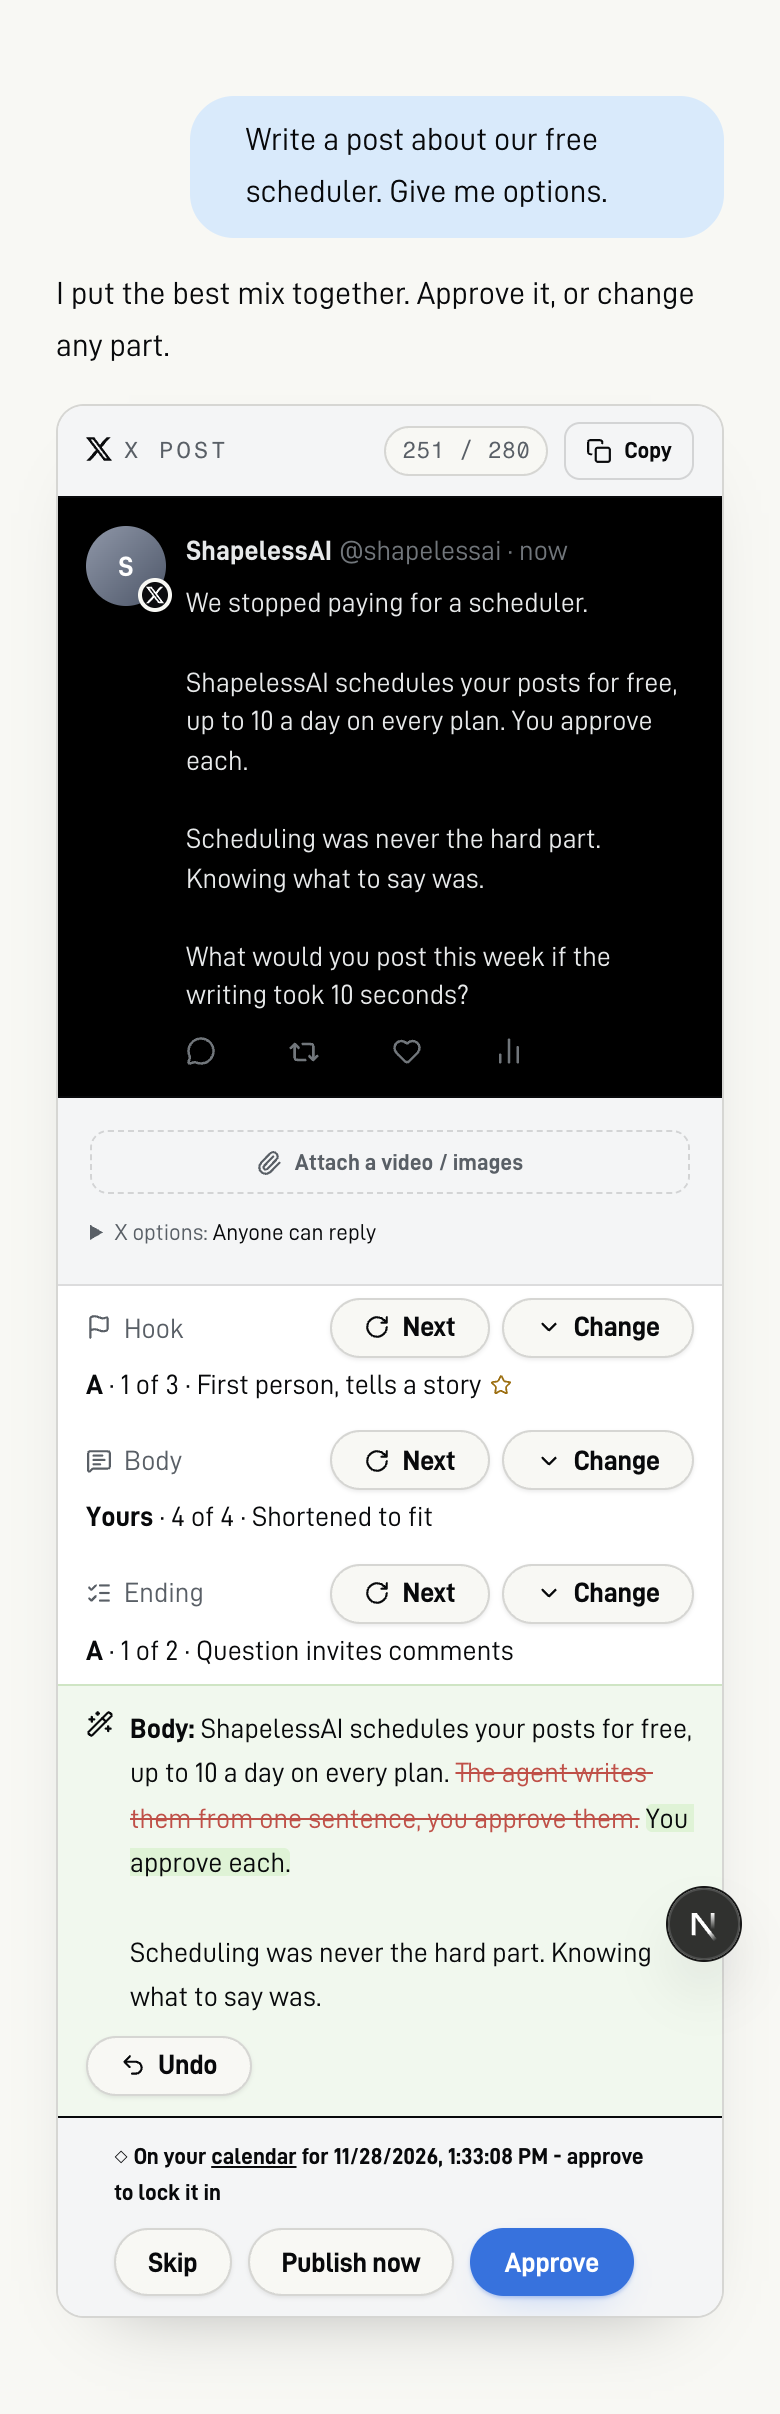 Write a post about our free
scheduler. Give me options.
I put the best mix together. Approve it, or change
any part.
X POST
251 / 280
Copy
S
ShapelessAI @shapelessai · now
We stopped paying for a scheduler.
ShapelessAI schedules your posts for free,
up to 10 a day on every plan. You approve
each.
Scheduling was never the hard part.
Knowing what to say was.
What would you post this week if the
writing took 10 seconds?
Attach a video / images
X options: Anyone can reply
Hook
Next
Change
A · 1 of 3 · First person, tells a story
Body
Next
Change
Yours · 4 of 4 · Shortened to fit
Ending
Next
Change
A · 1 of 2 · Question invites comments
Body: ShapelessAI schedules your posts for free,
up to 10 a day on every plan. The agent writes
them from one sentence, you approve them. You
approve each.
Scheduling was never the hard part. Knowing
what to say was.
N
Undo
◇ On your calendar for 11/28/2026, 1:33:08 PM - approve
to lock it in
Skip
Publish now
Approve